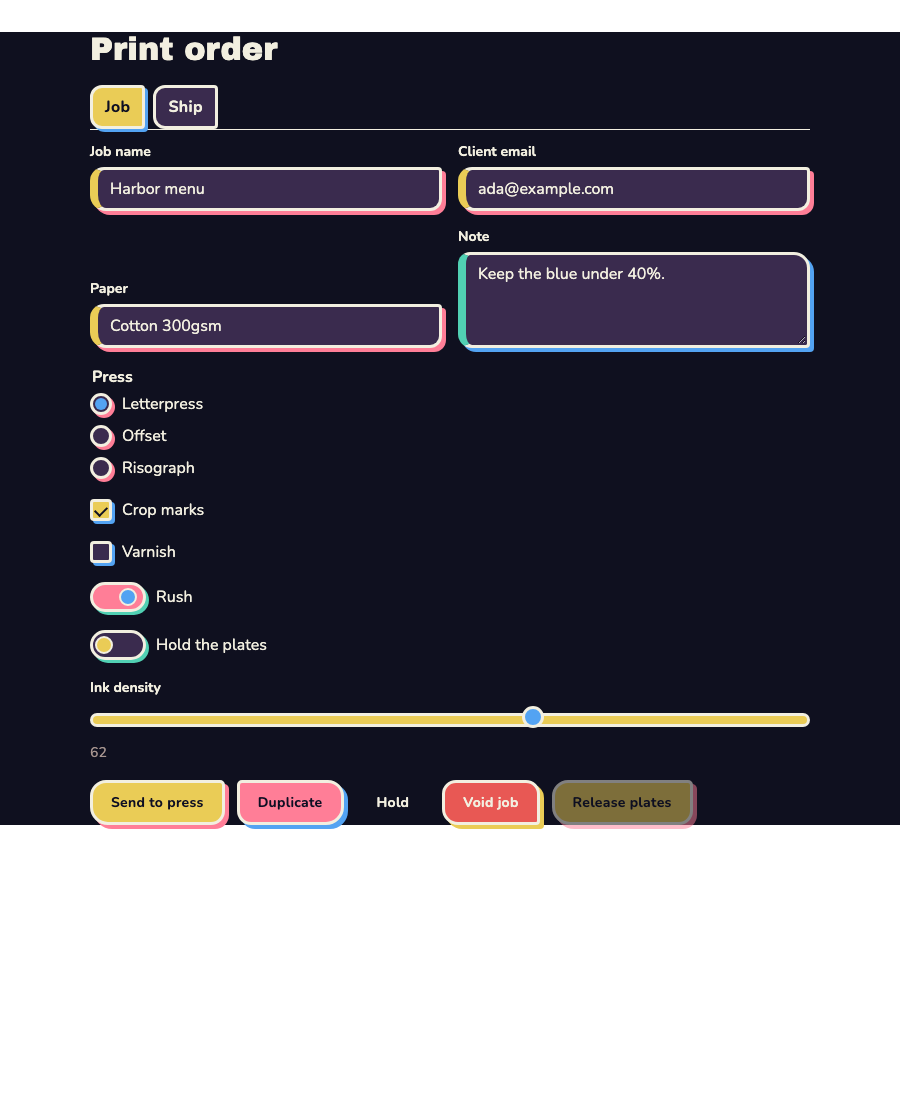 Print order
Job
Ship
Job name
Client email
Harbor menu
ada@example.com
Note
Keep the blue under 40%.
Paper
Cotton 300gsm
Press
Letterpress
Offset
Risograph
Crop marks
Varnish
Rush
Hold the plates
Ink density
62
Send to press
Duplicate
Hold
Void job
Release plates